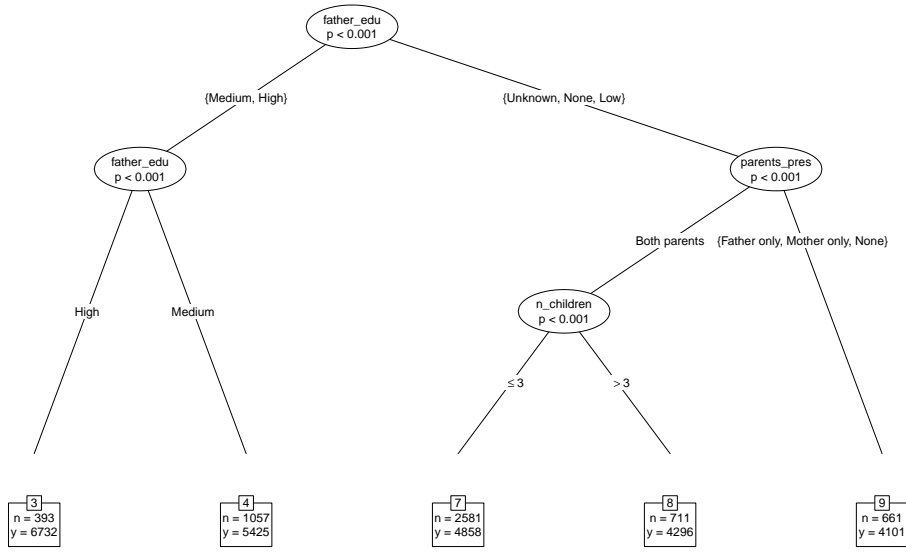 father_edu
p < 0.001
{Medium, High}
{Unknown, None, Low}
father_edu
p < 0.001
parents_pres
p < 0.001
Both parents
{Father only, Mother only, None}
High
Medium
n_children
p < 0.001
≤ 3
> 3
3
n = 393
y = 6732
4
n = 1057
y = 5425
7
n = 2581
y = 4858
8
n = 711
y = 4296
9
n = 661
y = 4101